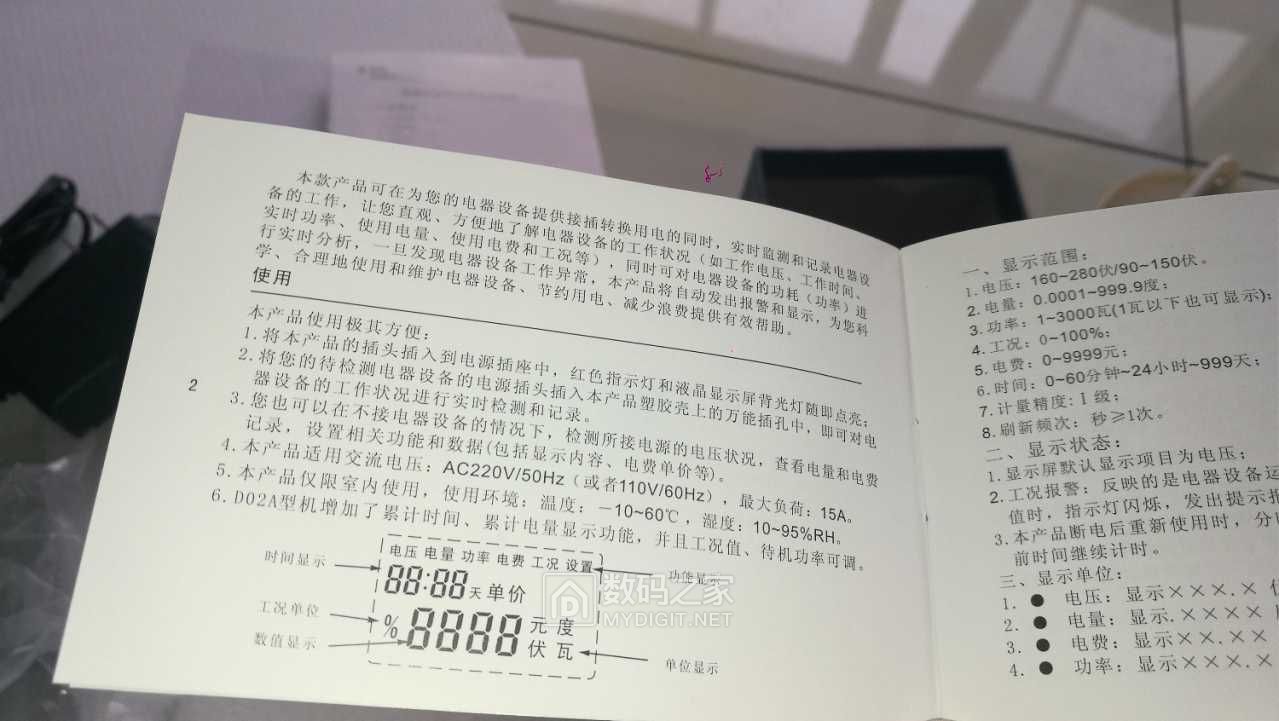 本款产品可在为您的电器设备提供接插转换用电的同时，实时监测和记录电器设
备的工作，让您直观、方便地了解电器设备的工作状况（如工作电压、工作时间、
实时功率、使用电量、使用电费和工况等），同时可对电器设备的功耗（功率）进
行实时分析，一旦发现电器设备工作异常，本产品将自动发出报警和显示，为您科
学、合理地使用和维护电器设备、节约用电、减少浪费提供有效帮助。
使用
本产品使用极其方便：
1.将本产品的插头插入到电源插座中，红色指示灯和液晶显示屏背光灯随即点亮；
2.将您的待检测电器设备的电源插头插入本产品塑胶壳上的万能插孔中，即可对电
器设备的工作状况进行实时检测和记录。
3.您也可以在不接电器设备的情况下，检测所接电源的电压状况，查看电量和电费
记录，设置相关功能和数据(包括显示内容、电费单价等)。
4.本产品适用交流电压：AC220V/50Hz（或者110V/60Hz），最大负荷：15A。
5.本产品仅限室内使用，使用环境：温度：－10~60℃，湿度：10~95%RH。
6.D02A型机增加了累计时间、累计电量显示功能，并且工况值、待机功率可调。
2
电压 电量 功率 电费 工况 设置
时间显示
88:88天 单价
功能显示
工况单位
% 8888 元 度
数值显示
伏 瓦
单位显示
数码之家
MYDIGIT.NET
一、显示范围：
1.电压：160~280伏/90~150伏。
2.电量：0.0001~999.9度；
3.功率：1~3000瓦(1瓦以下也可显示)；
4.工况：0~100%；
5.电费：0~9999元；
6.时间：0~60分钟~24小时~999天；
7.计量精度：I 级；
8.刷新频次：秒≥1次。
二、显示状态：
1.显示屏默认显示项目为电压；
2.工况报警：反映的是电器设备运
值时，指示灯闪烁，发出提示
3.本产品断电后重新使用时，分
前时间继续计时。
三、显示单位：
1. ● 电压：显示×××.×
2. ● 电量：显示.××××
3. ● 电费：显示××.××
4. ● 功率：显示×××.×